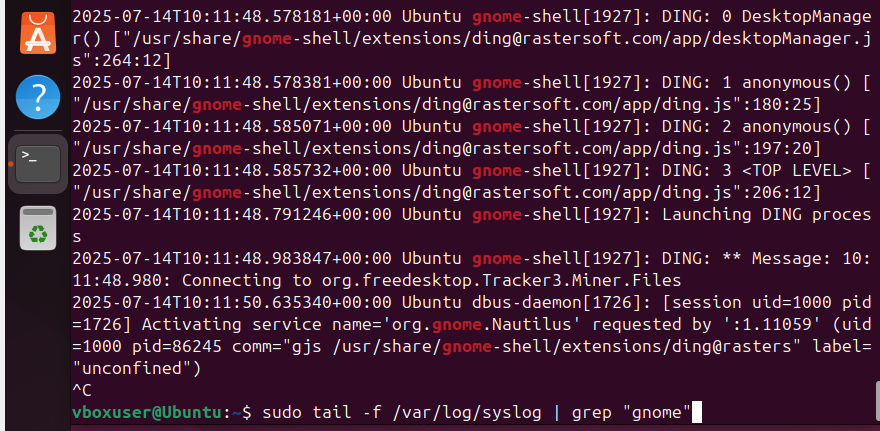 2025-07-14T10:11:48.578181+00:00 Ubuntu gnome-shell[1927]: DING: 0 DesktopManage
r() ["/usr/share/gnome-shell/extensions/ding@rastersoft.com/app/desktopManager.j
s":264:12]
2025-07-14T10:11:48.578381+00:00 Ubuntu gnome-shell[1927]: DING: 1 anonymous() [
"/usr/share/gnome-shell/extensions/ding@rastersoft.com/app/ding.js":180:25]
2025-07-14T10:11:48.585071+00:00 Ubuntu gnome-shell[1927]: DING: 2 anonymous() [
"/usr/share/gnome-shell/extensions/ding@rastersoft.com/app/ding.js":197:20]
2025-07-14T10:11:48.585732+00:00 Ubuntu gnome-shell[1927]: DING: 3 <TOP LEVEL> [
"/usr/share/gnome-shell/extensions/ding@rastersoft.com/app/ding.js":206:12]
2025-07-14T10:11:48.791246+00:00 Ubuntu gnome-shell[1927]: Launching DING proces
s
2025-07-14T10:11:48.983847+00:00 Ubuntu gnome-shell[1927]: DING: ** Message: 10:
11:48.980: Connecting to org.freedesktop.Tracker3.Miner.Files
2025-07-14T10:11:50.635340+00:00 Ubuntu dbus-daemon[1726]: [session uid=1000 pid
=1726] Activating service name='org.gnome.Nautilus' requested by ':1.11059' (uid
=1000 pid=86245 comm="gjs /usr/share/gnome-shell/extensions/ding@rasters" label=
"unconfined")
^C
vboxuser@Ubuntu:~$ sudo tail -f /var/log/syslog | grep "gnome"